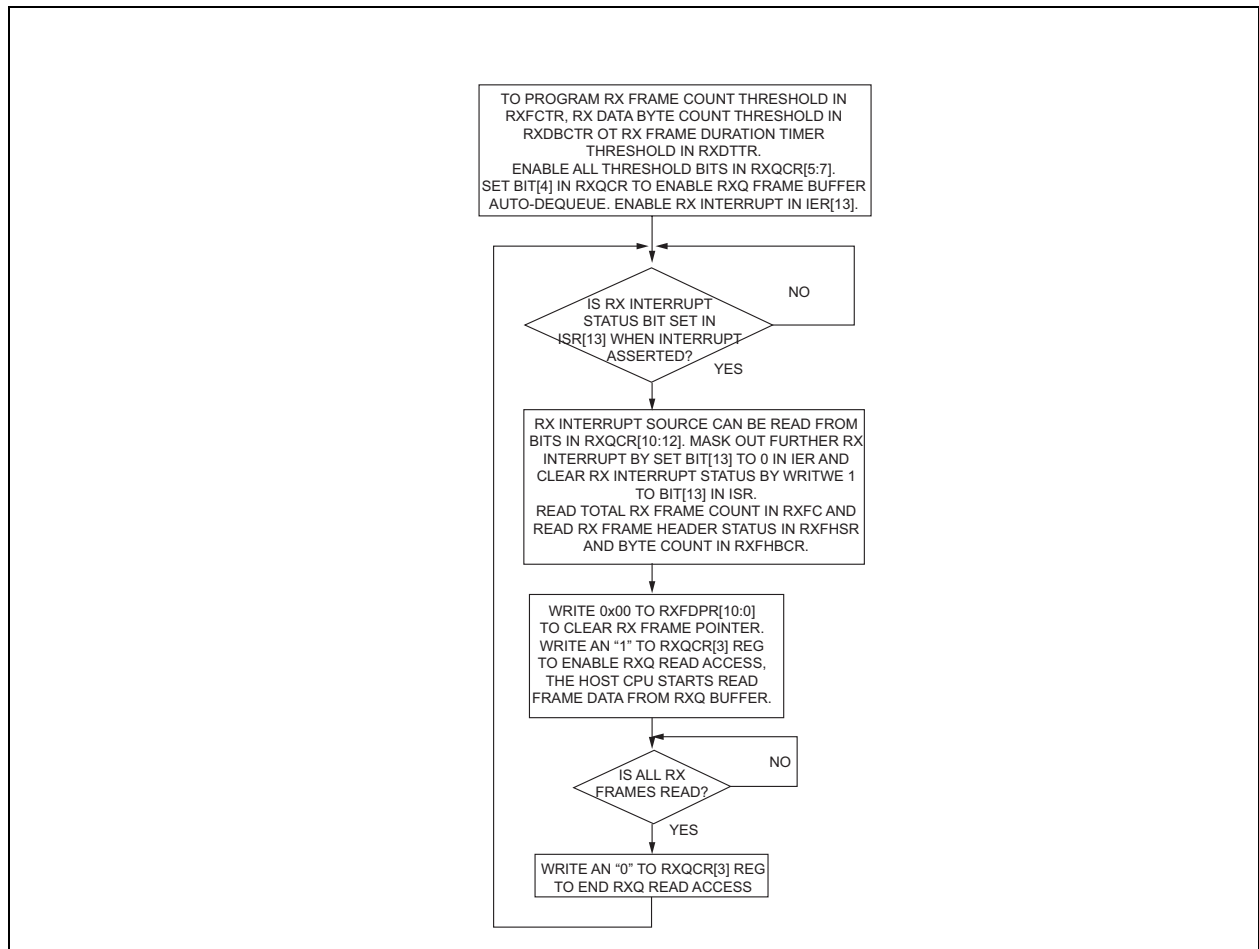 TO PROGRAM RX FRAME COUNT THRESHOLD IN
RXFCTR, RX DATA BYTE COUNT THRESHOLD IN
RXDBCTR OT RX FRAME DURATION TIMER
THRESHOLD IN RXDTTR.
ENABLE ALL THRESHOLD BITS IN RXQCR[5:7].
SET BIT[4] IN RXQCR TO ENABLE RXQ FRAME BUFFER
AUTO-DEQUEUE. ENABLE RX INTERRUPT IN IER[13].
NO
IS RX INTERRUPT
STATUS BIT SET IN
ISR[13] WHEN INTERRUPT
ASSERTED?
YES
RX INTERRUPT SOURCE CAN BE READ FROM
BITS IN RXQCR[10:12]. MASK OUT FURTHER RX
INTERRUPT BY SET BIT[13] TO 0 IN IER AND
CLEAR RX INTERRUPT STATUS BY WRITWE 1
TO BIT[13] IN ISR.
READ TOTAL RX FRAME COUNT IN RXFC AND
READ RX FRAME HEADER STATUS IN RXFHSR
AND BYTE COUNT IN RXFHBCR.
WRITE 0x00 TO RXFDPR[10:0]
TO CLEAR RX FRAME POINTER.
WRITE AN “1” TO RXQCR[3] REG
TO ENABLE RXQ READ ACCESS,
THE HOST CPU STARTS READ
FRAME DATA FROM RXQ BUFFER.
NO
IS ALL RX
FRAMES READ?
YES
WRITE AN “0” TO RXQCR[3] REG
TO END RXQ READ ACCESS